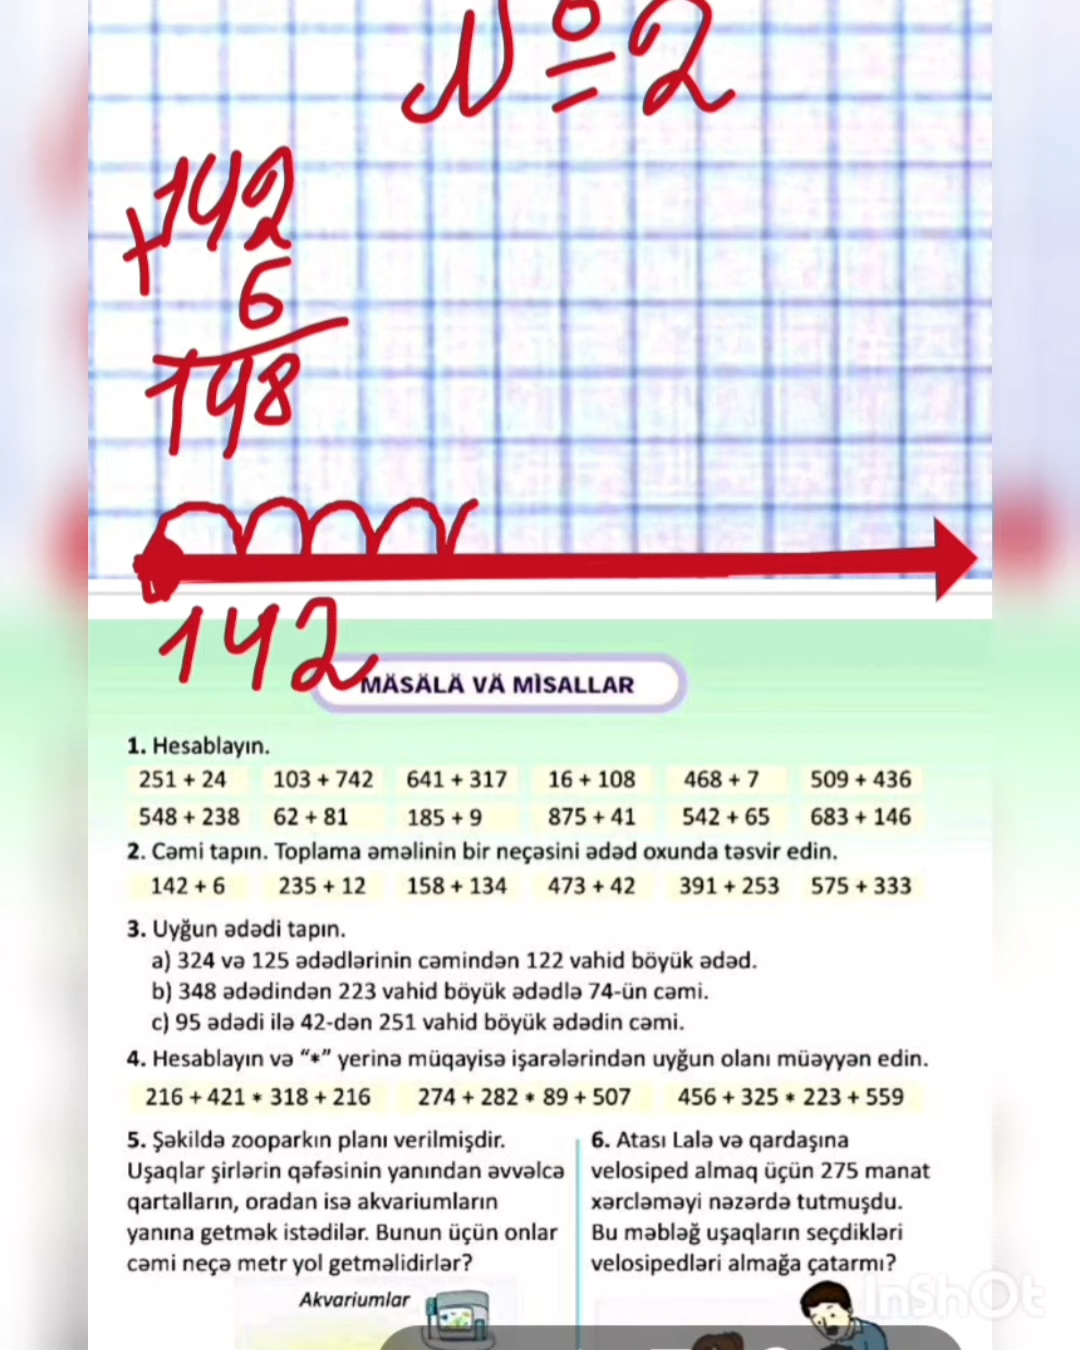 №2
+142
6
148
142
MÄSÄLÄ VÄ MÌSALLAR
1. Hesablayın.
251 + 24 103 + 742 641 + 317 16 + 108 468 + 7 509 + 436
548 + 238 62 + 81 185 + 9 875 + 41 542 + 65 683 + 146
2. Cəmi tapın. Toplama əməlinin bir neçəsini ədəd oxunda təsvir edin.
142 + 6 235 + 12 158 + 134 473 + 42 391 + 253 575 + 333
3. Uyğun ədədi tapın.
a) 324 və 125 ədədlərinin cəmindən 122 vahid böyük ədəd.
b) 348 ədədindən 223 vahid böyük ədədlə 74-ün cəmi.
c) 95 ədədi ilə 42-dən 251 vahid böyük ədədin cəmi.
4. Hesablayın və “*” yerinə müqayisə işarələrindən uyğun olanı müəyyən edin.
216 + 421 * 318 + 216 274 + 282 * 89 + 507 456 + 325 * 223 + 559
5. Şəkildə zooparkın planı verilmişdir.
Uşaqlar şirlərin qəfəsinin yanından əvvəlcə
qartalların, oradan isə akvariumların
yanına getmək istədilər. Bunun üçün onlar
cəmi neçə metr yol getməlidirlər?
Akvariumlar
6. Atası Lalə və qardaşına
velosiped almaq üçün 275 manat
xərcləməyi nəzərdə tutmuşdu.
Bu məbləğ uşaqların seçdikləri
velosipedləri almağa çatarmı?
InShOt